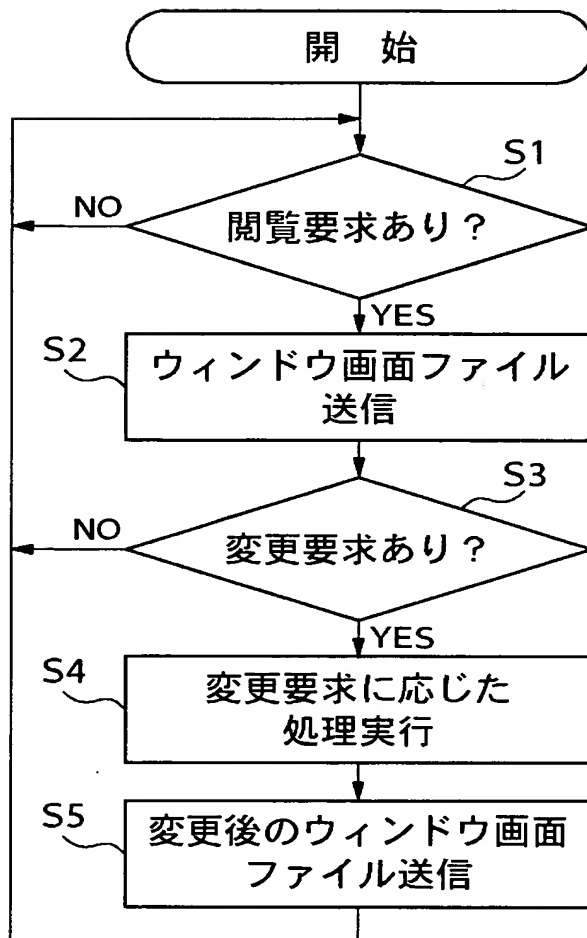 開 始
S1
NO
閲覧要求あり?
YES
S2
ウィンドウ画面ファイル
送信
S3
NO
変更要求あり?
YES
S4
変更要求に応じた
処理実行
S5
変更後のウィンドウ画面
ファイル送信